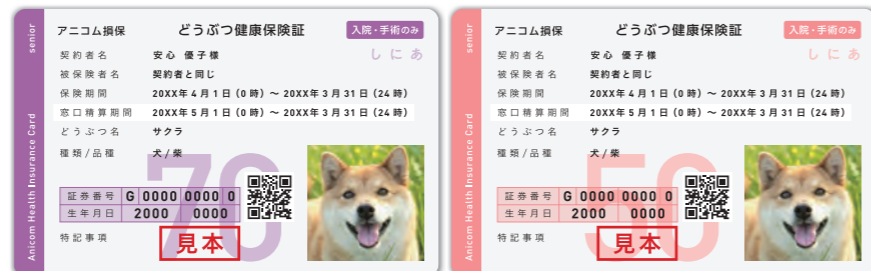 senior
Anicom Health Insurance Card
アニコム損保 どうぶつ健康保険証 入院・手術のみ
しにあ
契約者名 安心 優子様
被保険者名 契約者と同じ
保険期間 20XX年4月1日(0時)〜20XX年3月31日(24時)
窓口精算期間 20XX年5月1日(0時)〜20XX年3月31日(24時)
どうぶつ名 サクラ
種類/品種 犬/柴
70
証券番号 G 0000 0000 0
生年月日 2000 0000
特記事項 見本
senior
Anicom Health Insurance Card
アニコム損保 どうぶつ健康保険証 入院・手術のみ
しにあ
契約者名 安心 優子様
被保険者名 契約者と同じ
保険期間 20XX年4月1日(0時)〜20XX年3月31日(24時)
窓口精算期間 20XX年5月1日(0時)〜20XX年3月31日(24時)
どうぶつ名 サクラ
種類/品種 犬/柴
50
証券番号 G 0000 0000 0
生年月日 2000 0000
特記事項 見本